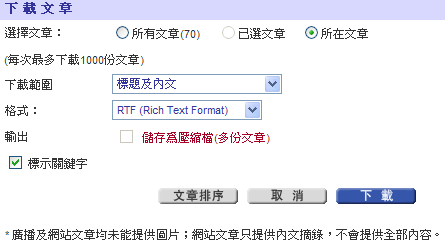 下載文章
選擇文章： 所有文章(70) 已選文章 所在文章
(每次最多下載1000份文章)
下載範圍 標題及內文
格式： RTF (Rich Text Format)
輸出 儲存爲壓縮檔(多份文章)
標示關鍵字
文章排序 取消 下載
*廣播及網站文章均未能提供圖片；網站文章只提供內文摘錄，不會提供全部內容。